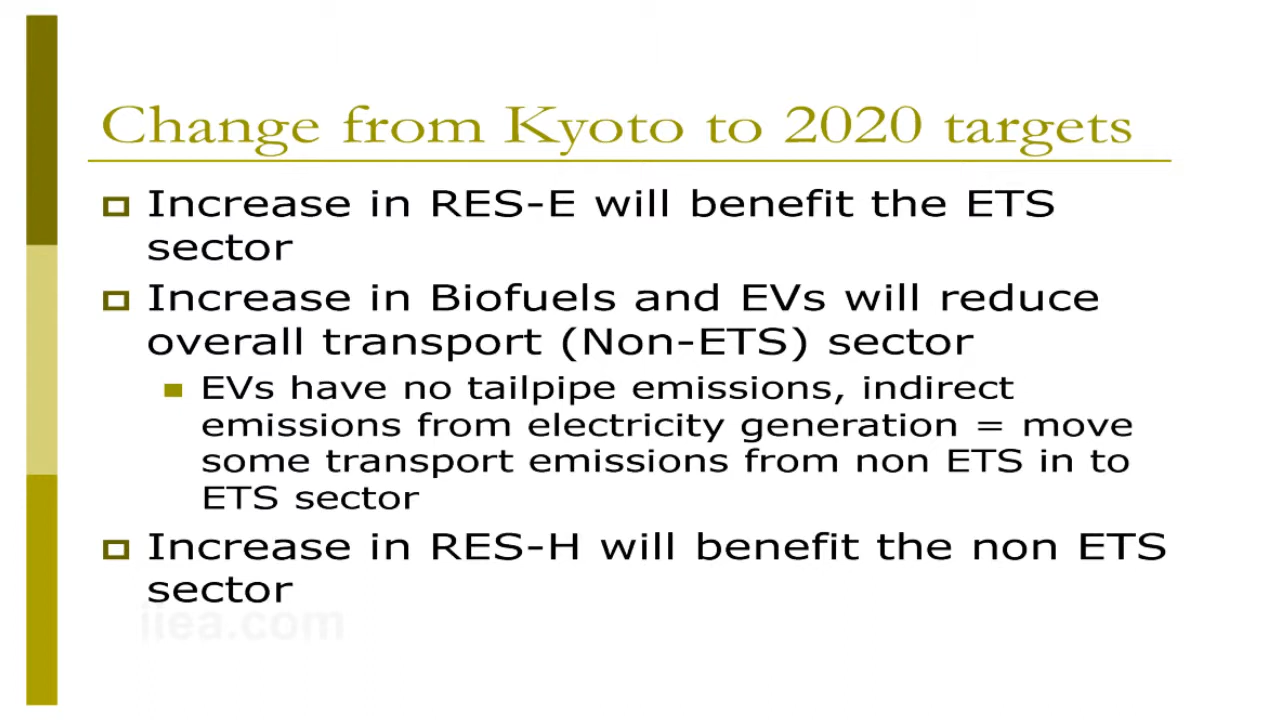 Change from Kyoto to 2020 targets
Increase in RES-E will benefit the ETS
sector
Increase in Biofuels and EVs will reduce
overall transport (Non-ETS) sector
EVs have no tailpipe emissions, indirect
emissions from electricity generation = move
some transport emissions from non ETS in to
ETS sector
Increase in RES-H will benefit the non ETS
sector
iiea.com